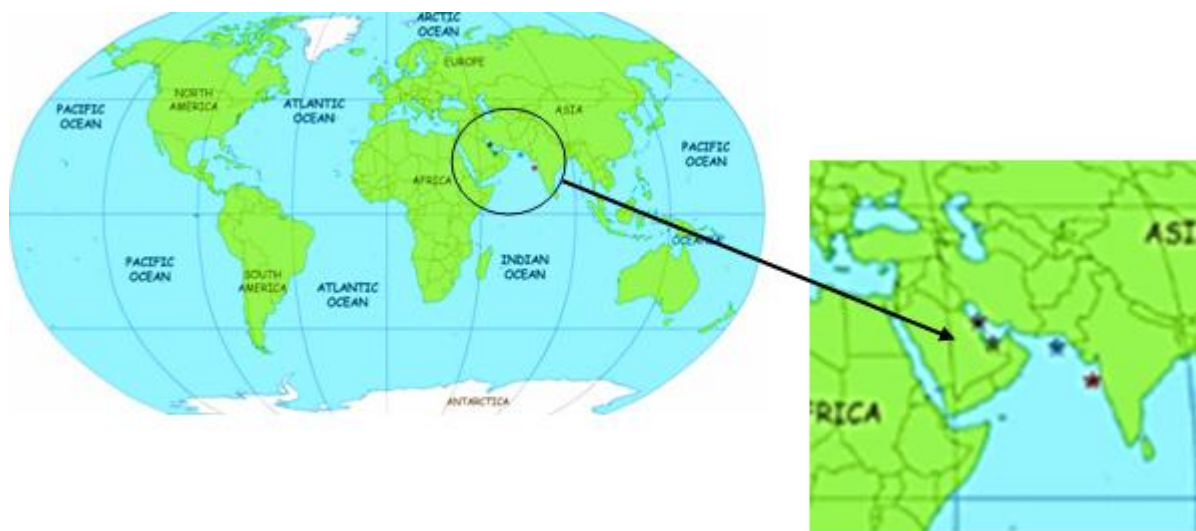 ARCTIC
OCEAN
EUROPE
NORTH
AMERICA
ASIA
PACIFIC
OCEAN
ATLANTIC
OCEAN
PACIFIC
OCEAN
AFRICA
OCEANIA
PACIFIC
OCEAN
INDIAN
OCEAN
SOUTH
AMERICA
ATLANTIC
OCEAN
ANTARCTICA
ASI
FRICA